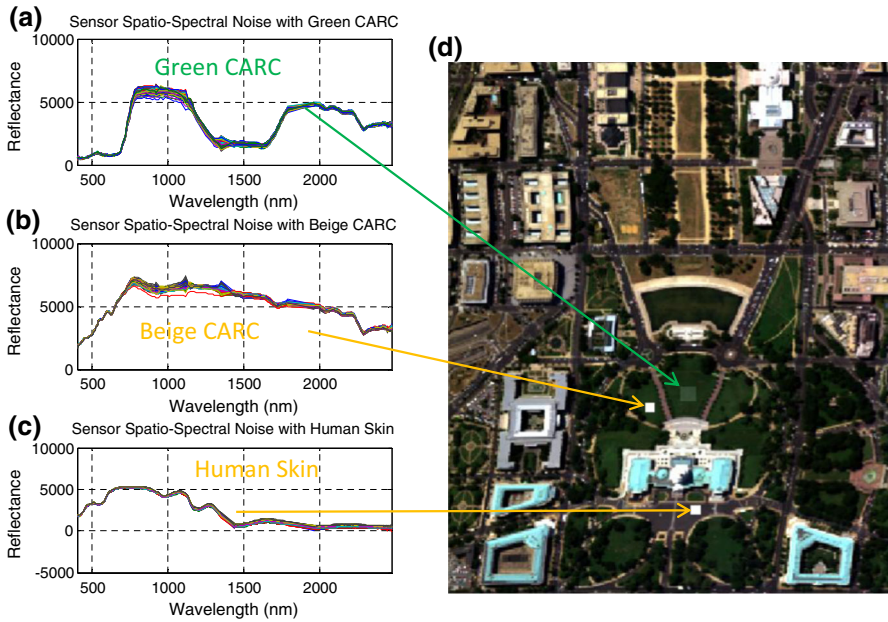 (a)
Sensor Spatio-Spectral Noise with Green CARC
10000
5000
0
Reflectance
Green CARC
500 1000 1500 2000
Wavelength (nm)
(b)
Sensor Spatio-Spectral Noise with Beige CARC
10000
5000
0
Reflectance
Beige CARC
500 1000 1500 2000
Wavelength (nm)
(c)
Sensor Spatio-Spectral Noise with Human Skin
10000
5000
0
-5000
Reflectance
Human Skin
500 1000 1500 2000
Wavelength (nm)
(d)